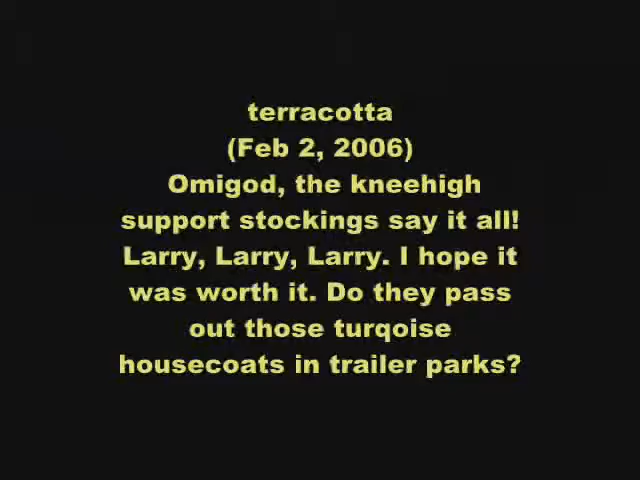 terracotta
(Feb 2, 2006)
Omigod, the kneehigh
support stockings say it all!
Larry, Larry, Larry. I hope it
was worth it. Do they pass
out those turqoise
housecoats in trailer parks?